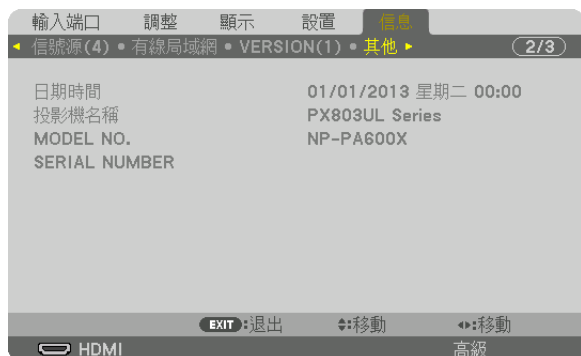 輸入端口 調整 顯示 設置 信息
◂ 信號源(4) • 有線局域網 • VERSION(1) • 其他 ▸ 2/3
日期時間 01/01/2013 星期二 00:00
投影機名稱 PX803UL Series
MODEL NO. NP-PA600X
SERIAL NUMBER
EXIT:退出 :移動 :移動
HDMI 高級